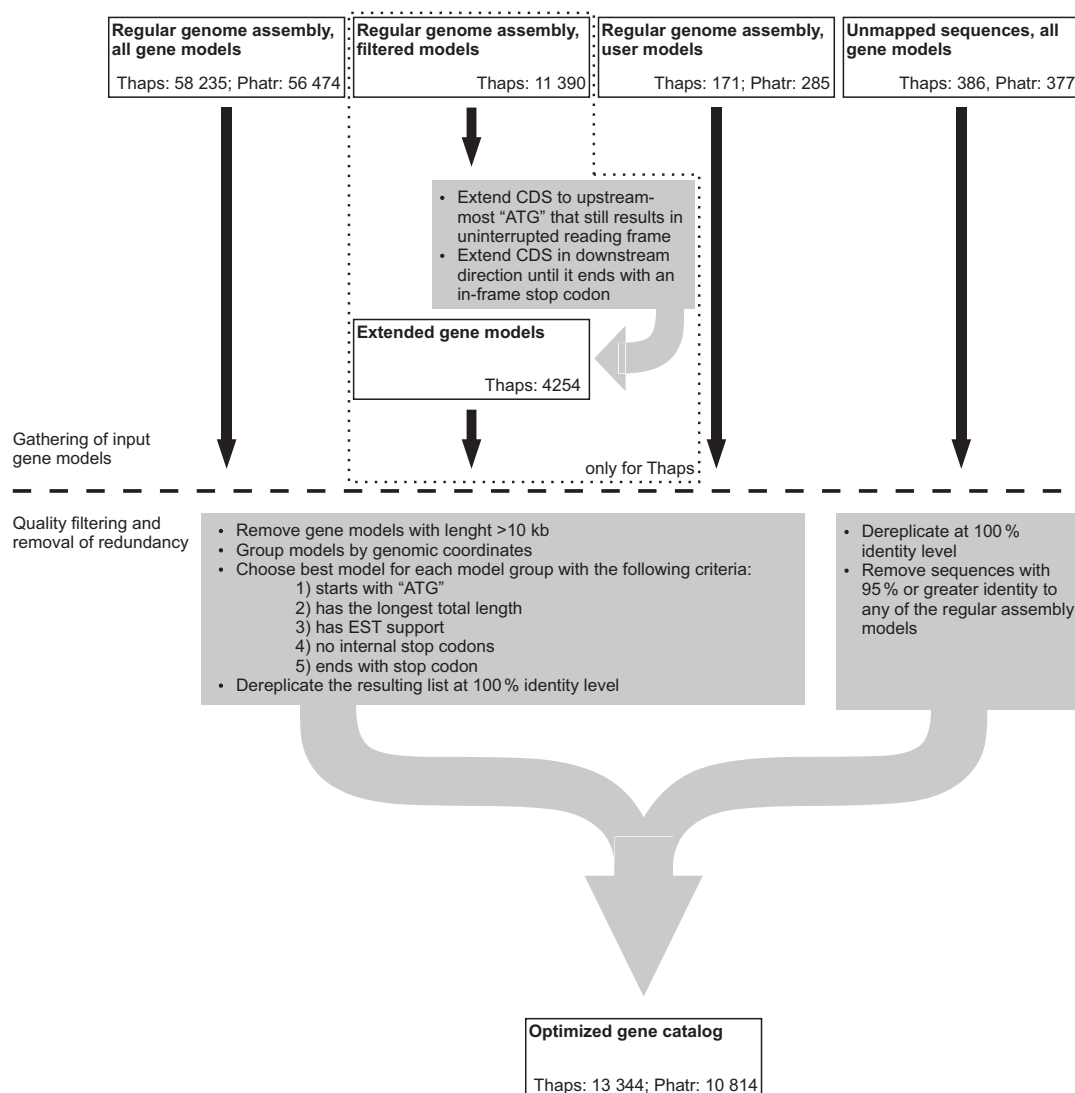 Regular genome assembly,
all gene models
Thaps: 58 235; Phatr: 56 474
Regular genome assembly,
filtered models
Thaps: 11 390
Regular genome assembly,
user models
Thaps: 171; Phatr: 285
Unmapped sequences, all
gene models
Thaps: 386, Phatr: 377
• Extend CDS to upstream-
most “ATG” that still results in
uninterrupted reading frame
• Extend CDS in downstream
direction until it ends with an
in-frame stop codon
Extended gene models
Thaps: 4254
Gathering of input
gene models
only for Thaps
Quality filtering and
removal of redundancy
• Remove gene models with lenght >10 kb
• Group models by genomic coordinates
• Choose best model for each model group with the following criteria:
1) starts with “ATG”
2) has the longest total length
3) has EST support
4) no internal stop codons
5) ends with stop codon
• Dereplicate the resulting list at 100 % identity level
• Dereplicate at 100 %
identity level
• Remove sequences with
95 % or greater identity to
any of the regular assembly
models
Optimized gene catalog
Thaps: 13 344; Phatr: 10 814